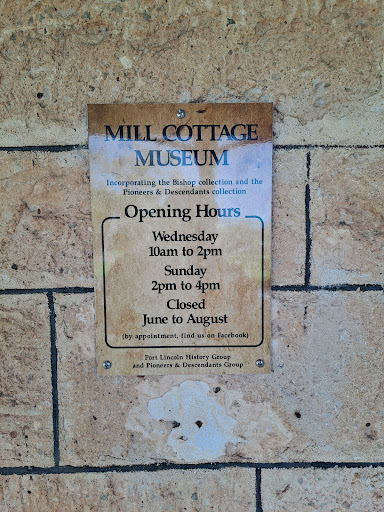 MILL COTTAGE
MUSEUM
Incorporating the Bishop collection and the
Pioneers & Descendants collection
Opening Hours
Wednesday
10am to 2pm
Sunday
2pm to 4pm
Closed
June to August
(by appointment, find us on Facebook)
Port Lincoln History Group
and Pioneers & Descendants Group